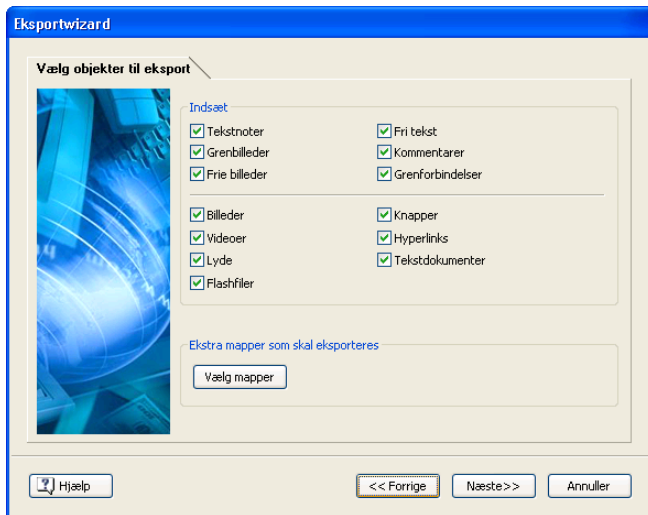 Eksportwizard
Vælg objekter til eksport
Indsæt
Tekstnoter
Fri tekst
Grenbilleder
Kommentarer
Frie billeder
Grenforbindelser
Billeder
Knapper
Videoer
Hyperlinks
Lyde
Tekstdokumenter
Flashfiler
Ekstra mapper som skal eksporteres
Vælg mapper
Hjælp
<< Forrige
Næste>>
Annuller